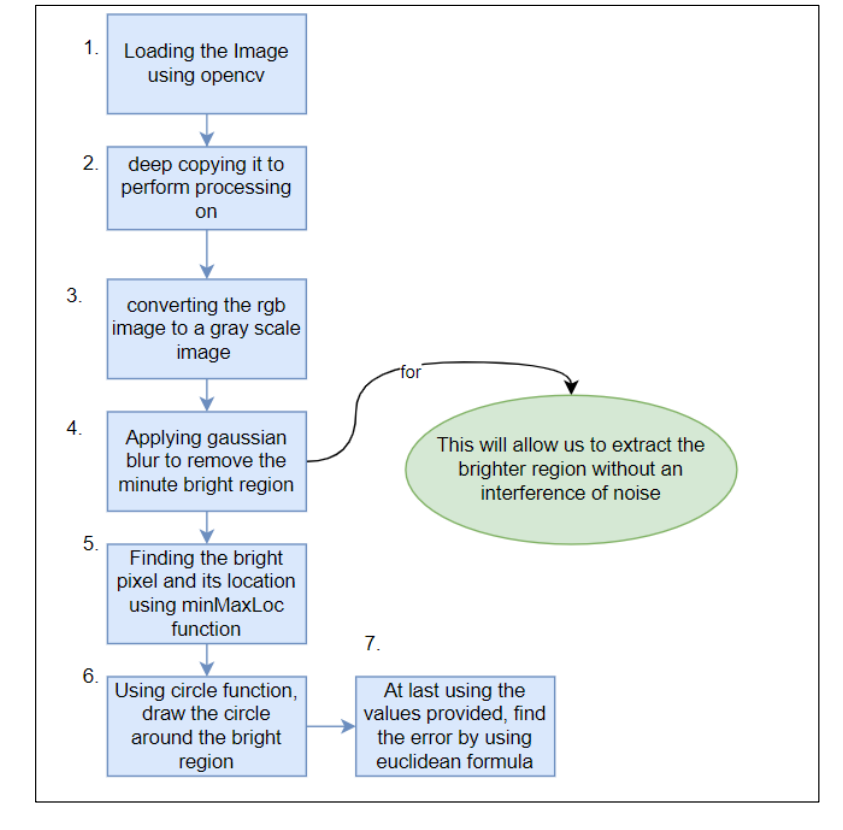 1.
Loading the Image
using opencv
2.
deep copying it to
perform processing
on
3.
converting the rgb
image to a gray scale
image
for
4.
Applying gaussian
blur to remove the
minute bright region
This will allow us to extract the
brighter region without an
interference of noise
5.
Finding the bright
pixel and its location
using minMaxLoc
function
6.
Using circle function,
draw the circle
around the bright
region
7.
At last using the
values provided, find
the error by using
euclidean formula